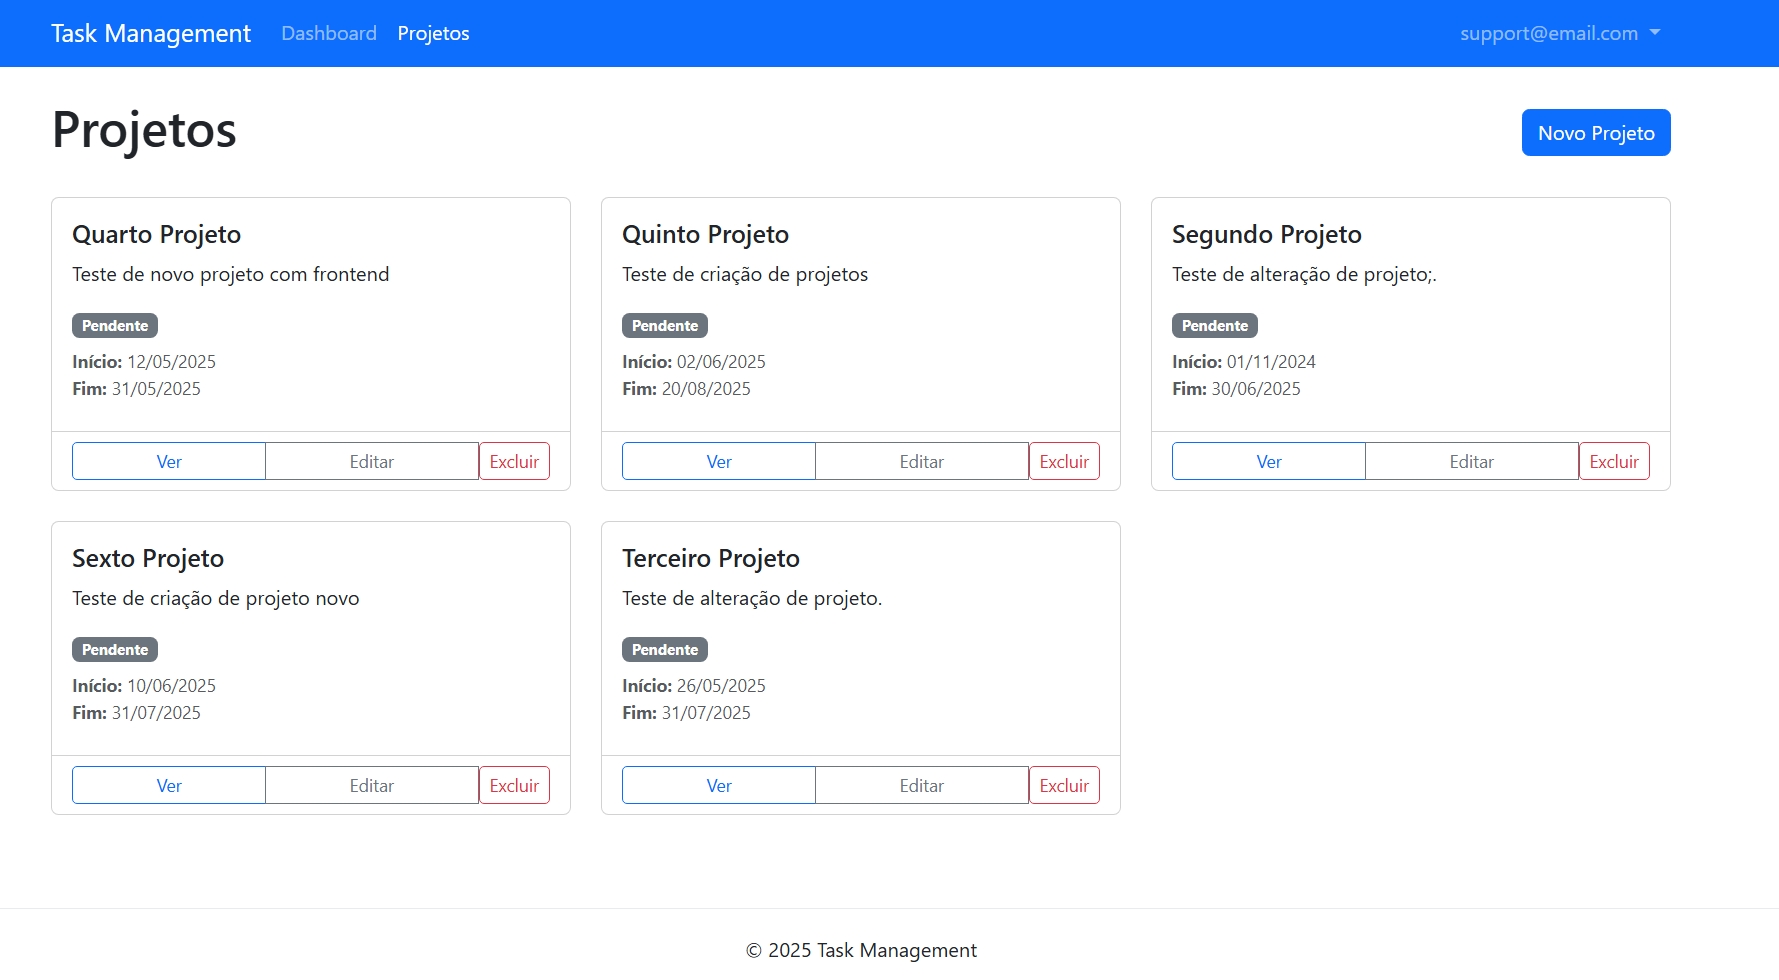 Task Management Dashboard Projetos support@email.com
Projetos
Novo Projeto
Quarto Projeto
Teste de novo projeto com frontend
Pendente
Início: 12/05/2025
Fim: 31/05/2025
Ver Editar Excluir
Quinto Projeto
Teste de criação de projetos
Pendente
Início: 02/06/2025
Fim: 20/08/2025
Ver Editar Excluir
Segundo Projeto
Teste de alteração de projeto;.
Pendente
Início: 01/11/2024
Fim: 30/06/2025
Ver Editar Excluir
Sexto Projeto
Teste de criação de projeto novo
Pendente
Início: 10/06/2025
Fim: 31/07/2025
Ver Editar Excluir
Terceiro Projeto
Teste de alteração de projeto.
Pendente
Início: 26/05/2025
Fim: 31/07/2025
Ver Editar Excluir
© 2025 Task Management